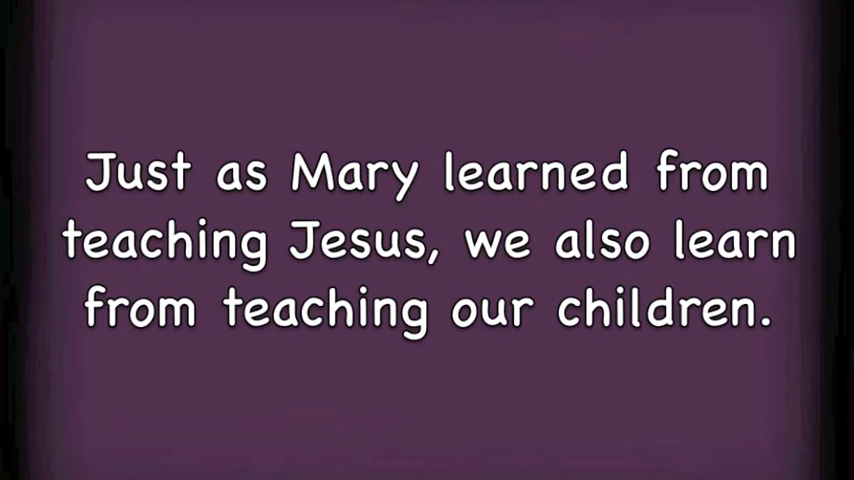 Just as Mary learned from
teaching Jesus, we also learn
from teaching our children.